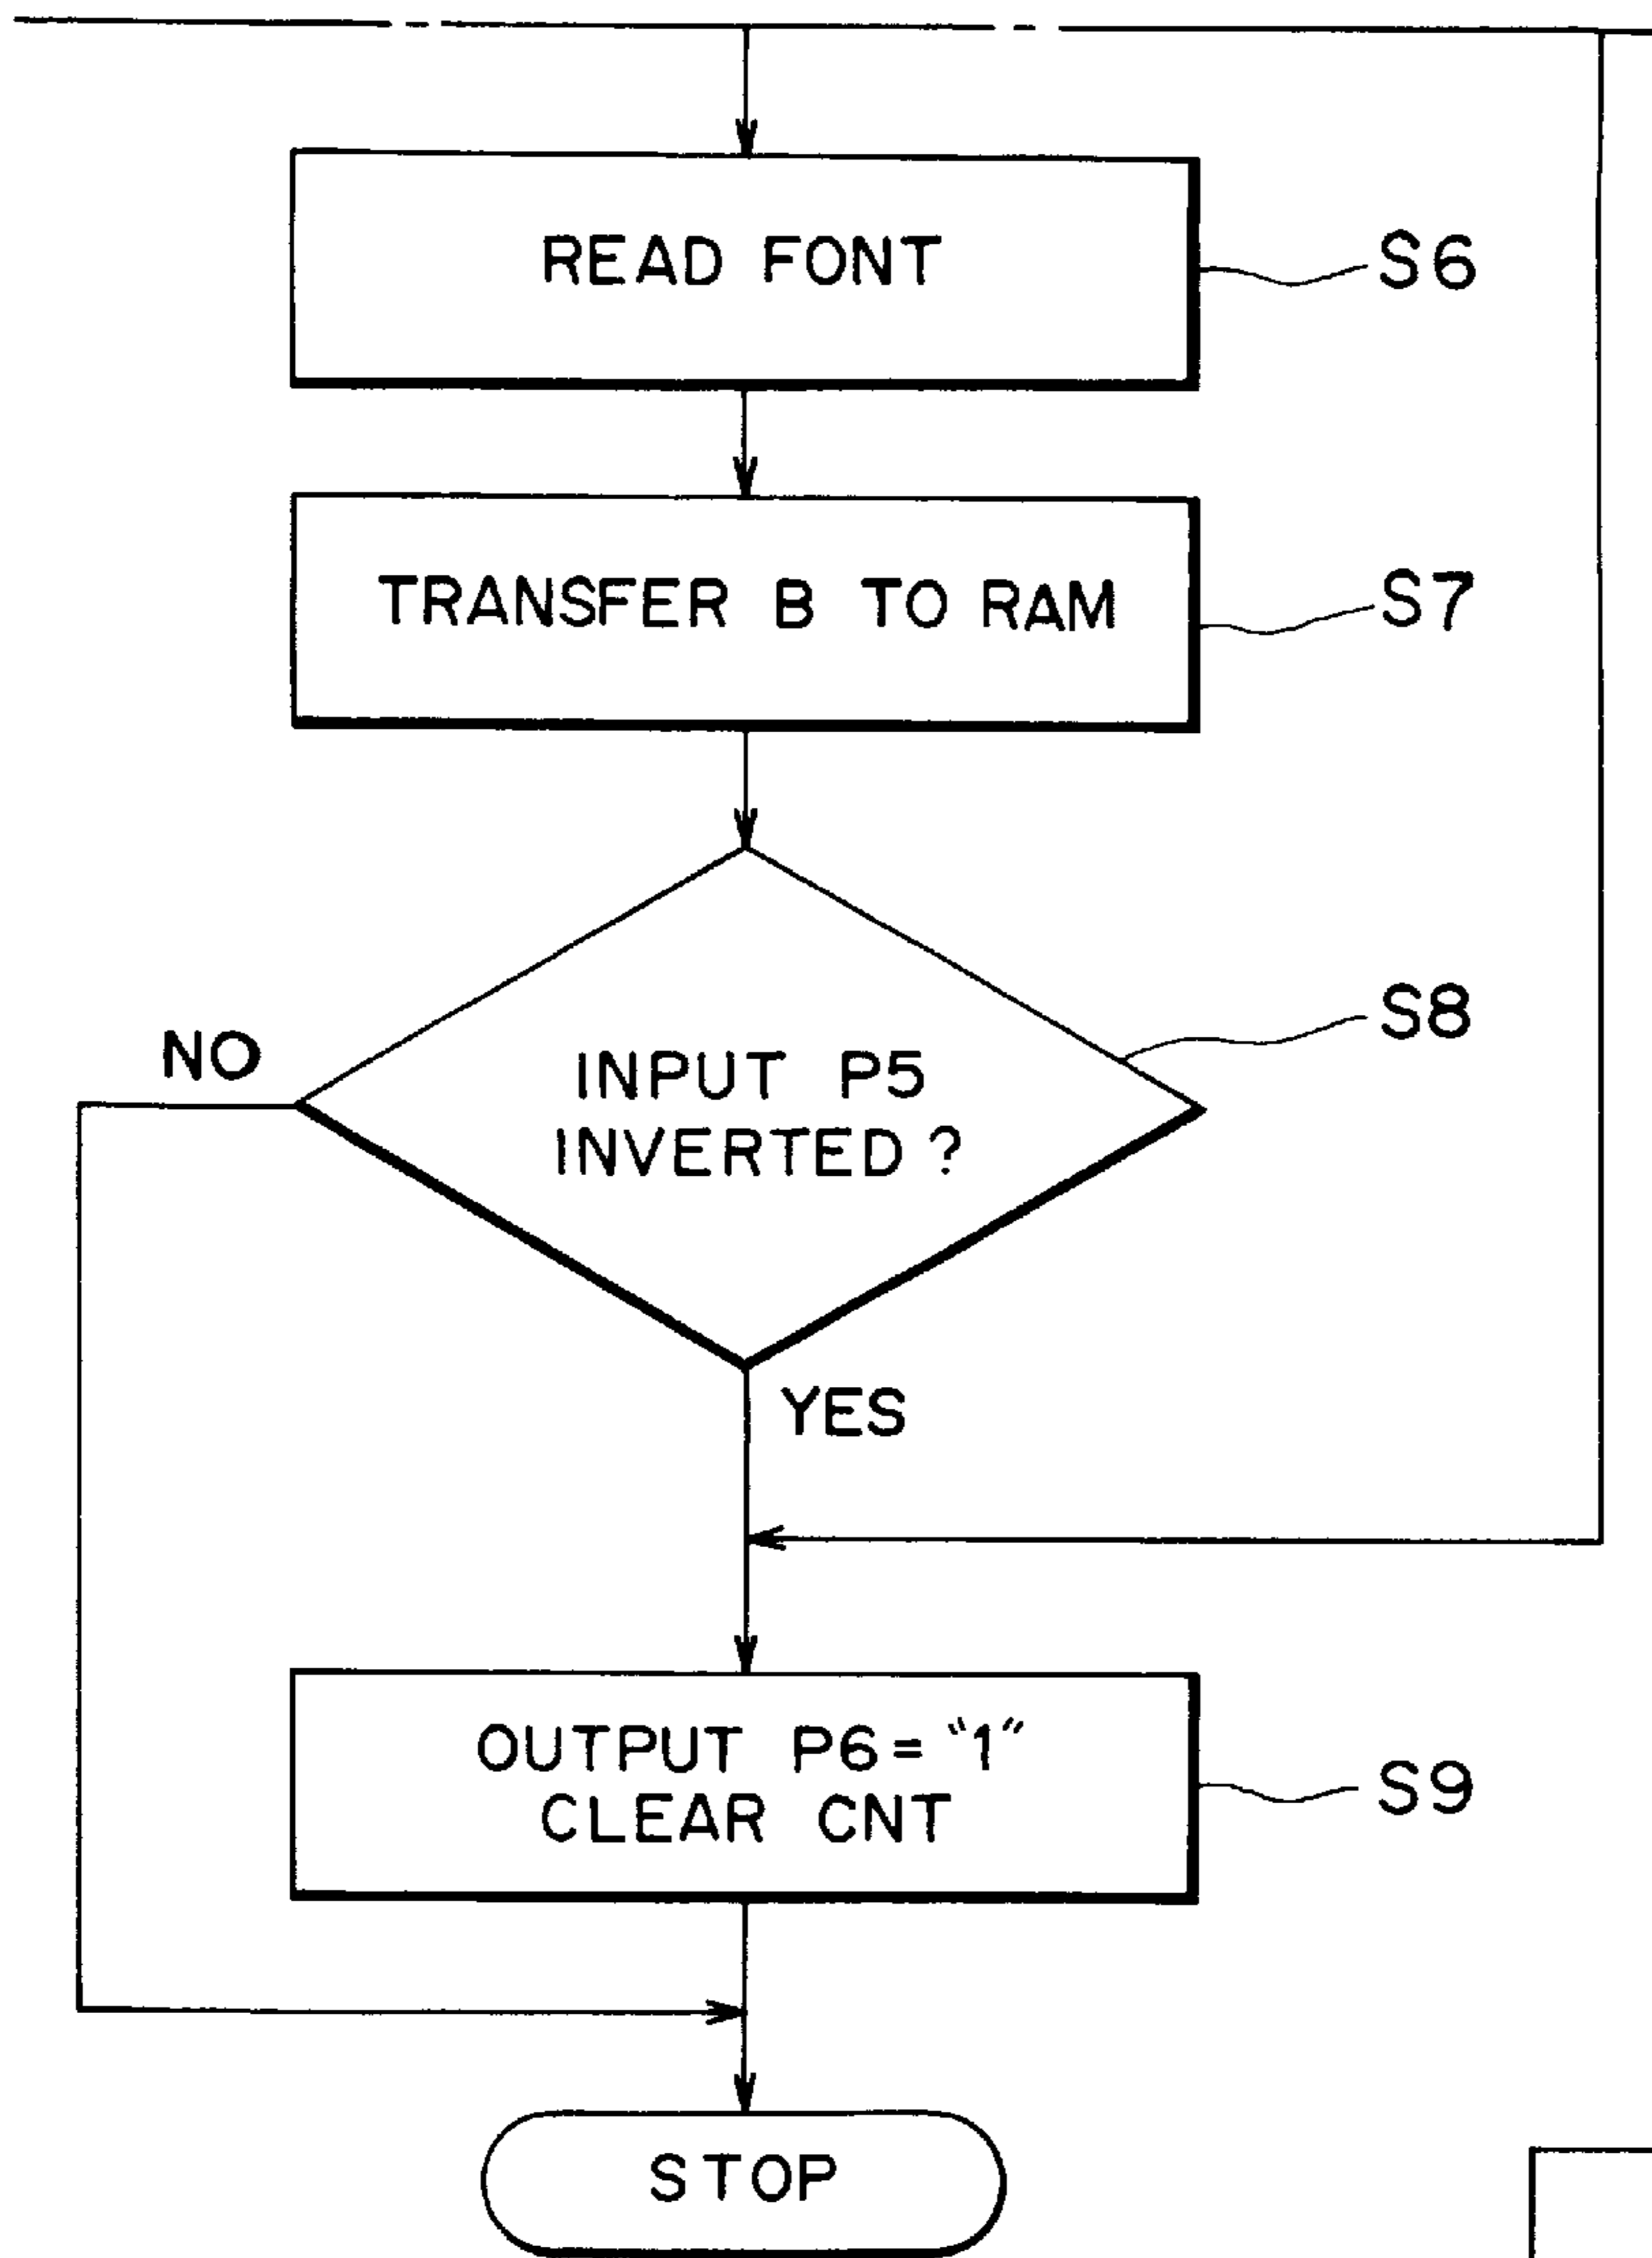 READ FONT
S6
TRANSFER B TO RAM
S7
S8
NO
INPUT P5
INVERTED ?
YES
OUTPUT P6 = "1"
CLEAR CNT
S9
STOP